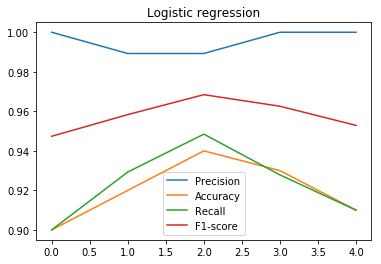 Logistic regression
1.00
0.98
0.96
0.94
0.92
0.90
Precision
Accuracy
Recall
F1-score
0.0 0.5 1.0 1.5 2.0 2.5 3.0 3.5 4.0